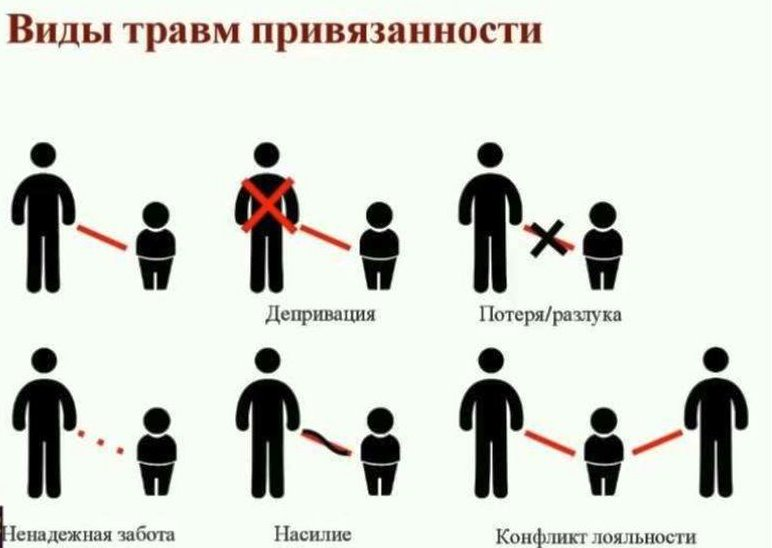 Виды травм привязанности
Депривация
Потеря/разлука
Ненадежная забота
Насилие
Конфликт лояльности